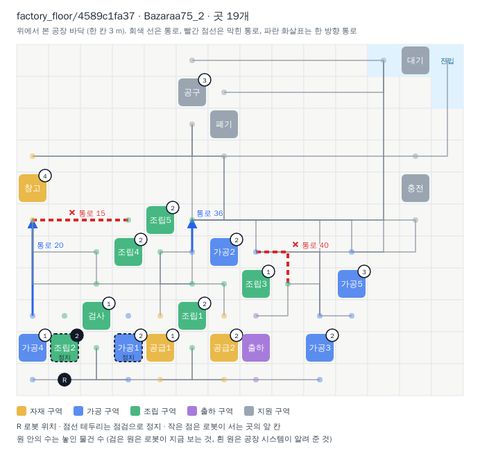 factory_floor/4589c1fa37 · Bazaraa75_2 · 곳 19개
위에서 본 공장 바닥 (한 칸 3 m). 회색 선은 통로, 빨간 점선은 막힌 통로, 파란 화살표는 한 방향 통로
대기
진입
3
공구
폐기
4
창고
충전
2
조립5
✖ 통로 15
통로 36
통로 20
2
조립4
2
가공2
✖ 통로 40
1
조립3
3
가공5
1
검사
2
조립1
1
가공4
2
조립2
정지
2
가공1
정지
1
공급1
2
공급2
출하
2
가공3
R
자재 구역
가공 구역
조립 구역
출하 구역
지원 구역
R 로봇 위치 · 점선 테두리는 점검으로 정지 · 작은 점은 로봇이 서는 곳의 앞 칸
원 안의 수는 놓인 물건 수 (검은 원은 로봇이 지금 보는 것, 흰 원은 공장 시스템이 알려 준 것)